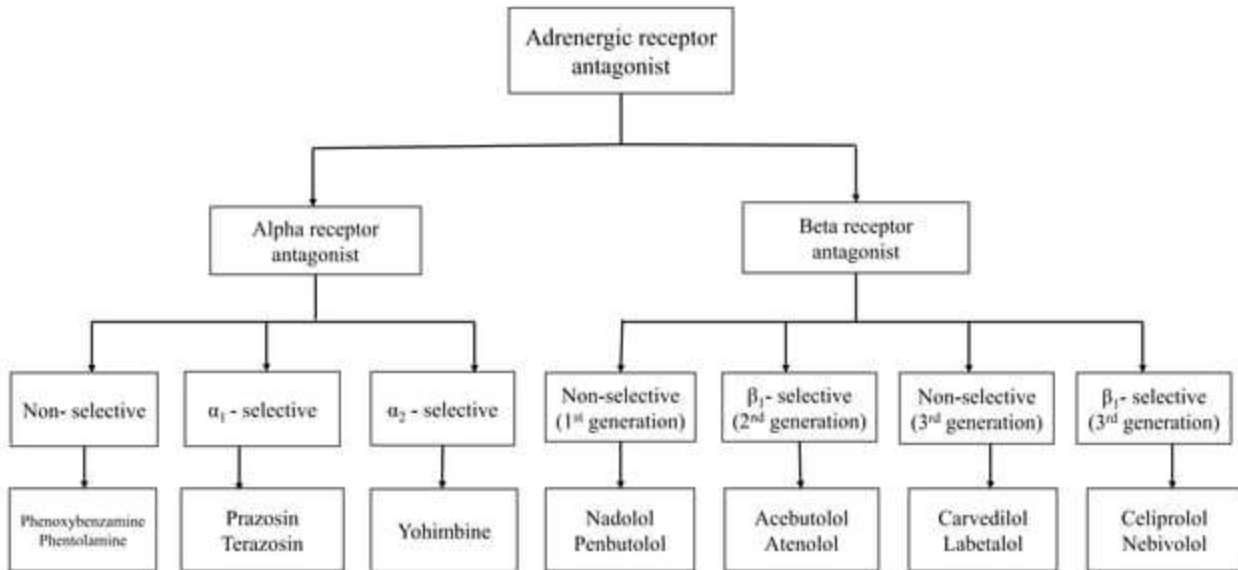 Adrenergic receptor
antagonist
Alpha receptor
antagonist
Beta receptor
antagonist
Non- selective
α₁ - selective
α₂ - selective
Non-selective
(1ˢᵗ generation)
β₁- selective
(2ⁿᵈ generation)
Non-selective
(3ʳᵈ generation)
β₁- selective
(3ʳᵈ generation)
Phenoxybenzamine
Phentolamine
Prazosin
Terazosin
Yohimbine
Nadolol
Penbutolol
Acebutolol
Atenolol
Carvedilol
Labetalol
Celiprolol
Nebivolol